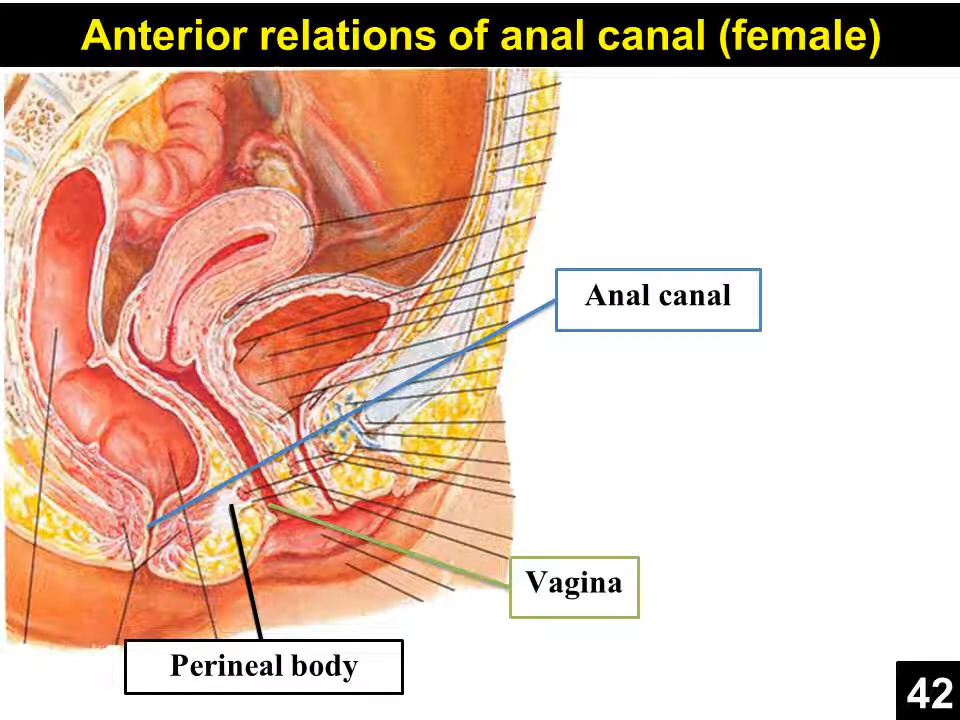 Anterior relations of anal canal (female)
Anal canal
Vagina
Perineal body
42